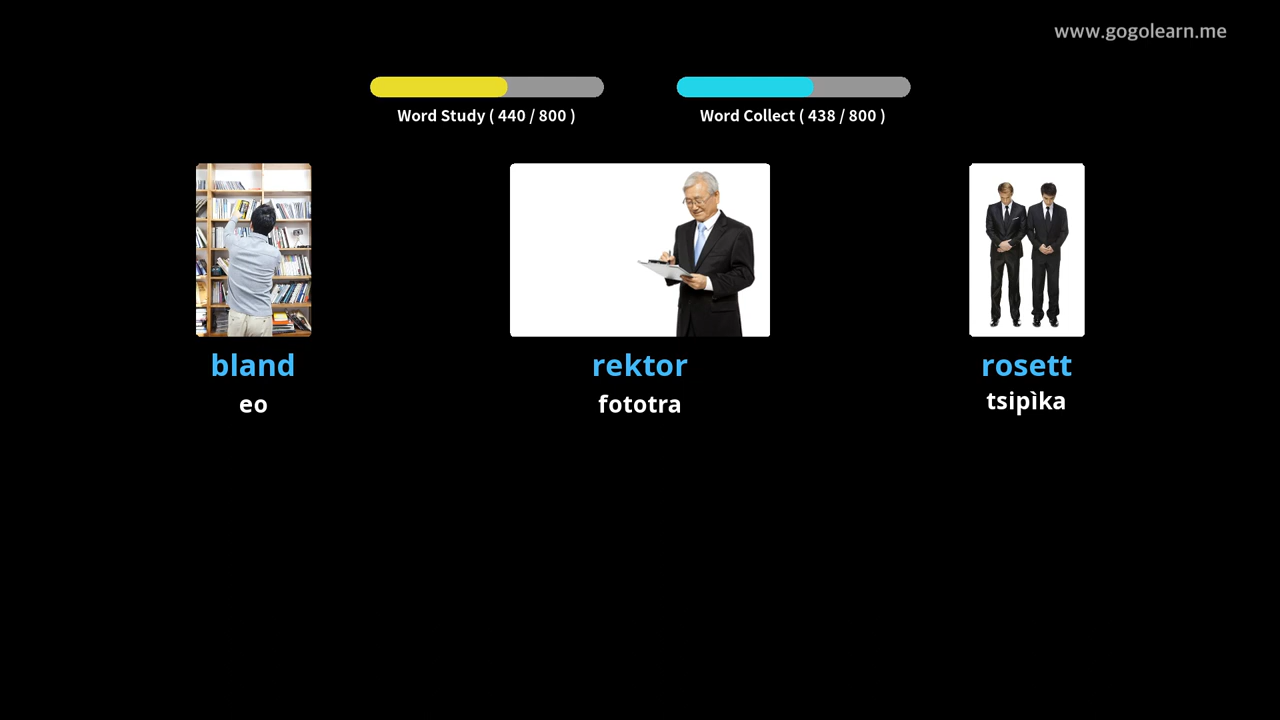 www.gogolearn.me
Word Study ( 440 / 800 )
Word Collect ( 438 / 800 )
bland
rektor
rosett
eo
fototra
tsipìka